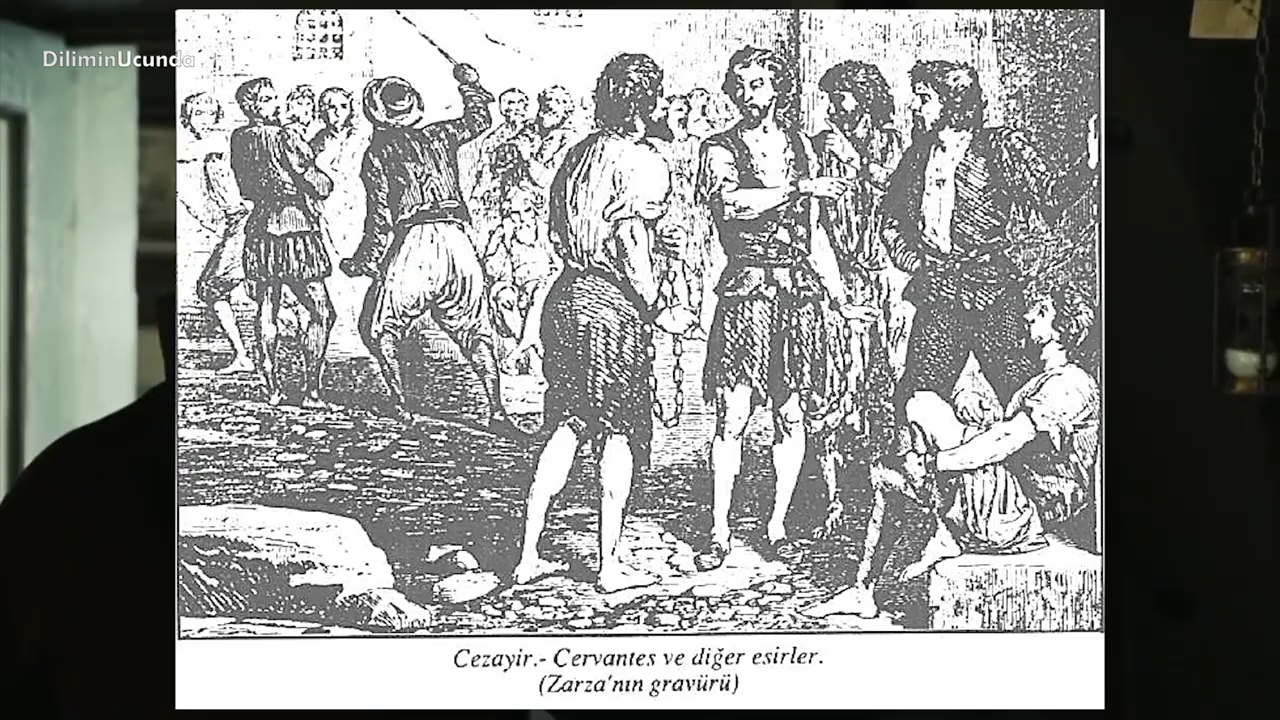 DiliminUcunda
Cezayir.- Cervantes ve diğer esirler.
(Zarza'nın gravürü)